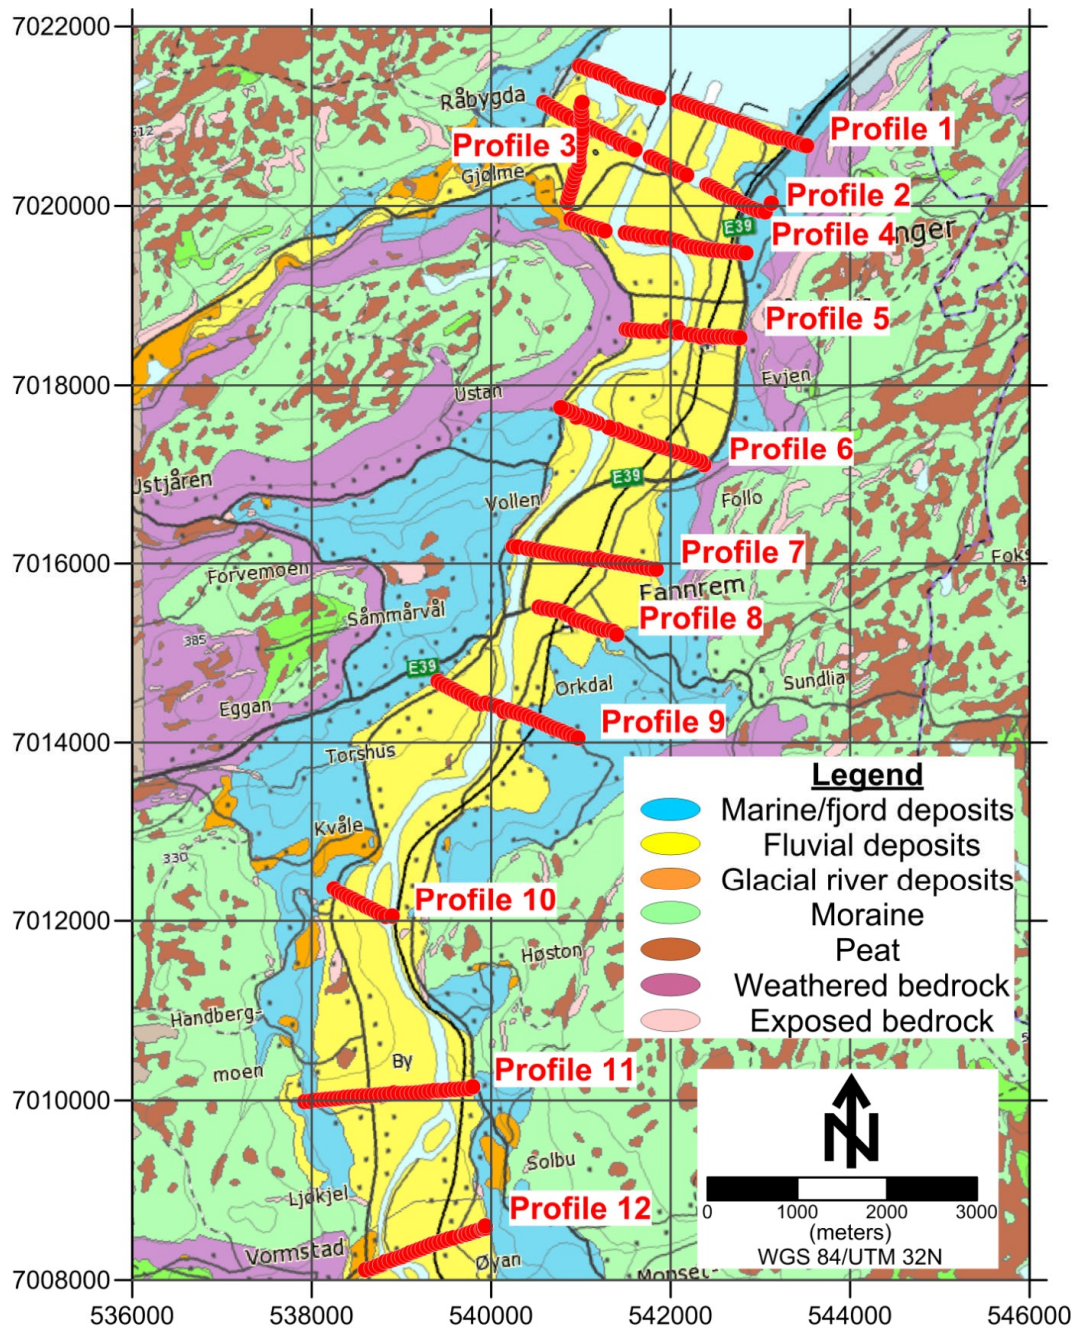 7022000
Råbygda
512
Profile 1
Profile 3
Gjølme
Profile 2
7020000
E39
Profile 4
nger
Profile 5
7018000
Evjen
Ustan
Profile 6
E39
Ustjåren
Vollen
Follo
Profile 7
7016000
Foks
Forvemoen
Fannrem
Såmmårvål
Profile 8
385
E39
Sundlia
Orkdal
Eggan
Profile 9
7014000
Torshus
Legend
Marine/fjord deposits
Kvåle
Fluvial deposits
330
Glacial river deposits
Profile 10
Moraine
7012000
Peat
Høston
Weathered bedrock
Handberg-
Exposed bedrock
By
moen
Profile 11
7010000
N
Solbu
Ljøkjel
Profile 12
0 1000 2000 3000
(meters)
Vormstad
WGS 84/UTM 32N
Øyan
Monset-
7008000
536000 538000 540000 542000 544000 546000